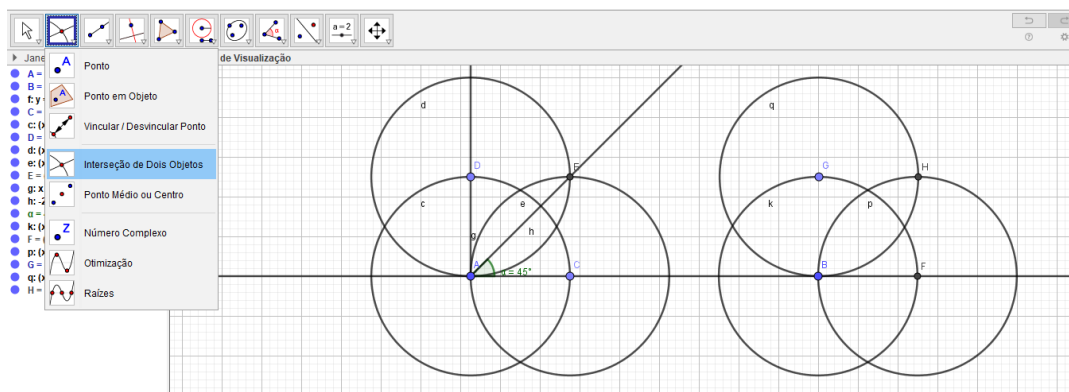 a=2
▶ Jane
de Visualização
A =
B =
f: y =
C =
c: (x
D =
d: (x
e: (x
E =
g: x
h: -2
α =
k: (x
F =
p: (x
G =
q: (x
H =
Ponto
Ponto em Objeto
Vincular / Desvincular Ponto
Interseção de Dois Objetos
Ponto Médio ou Centro
Número Complexo
Otimização
Raízes
d
q
D
E
G
H
c
e
k
p
g
h
A
α = 45°
C
B
F